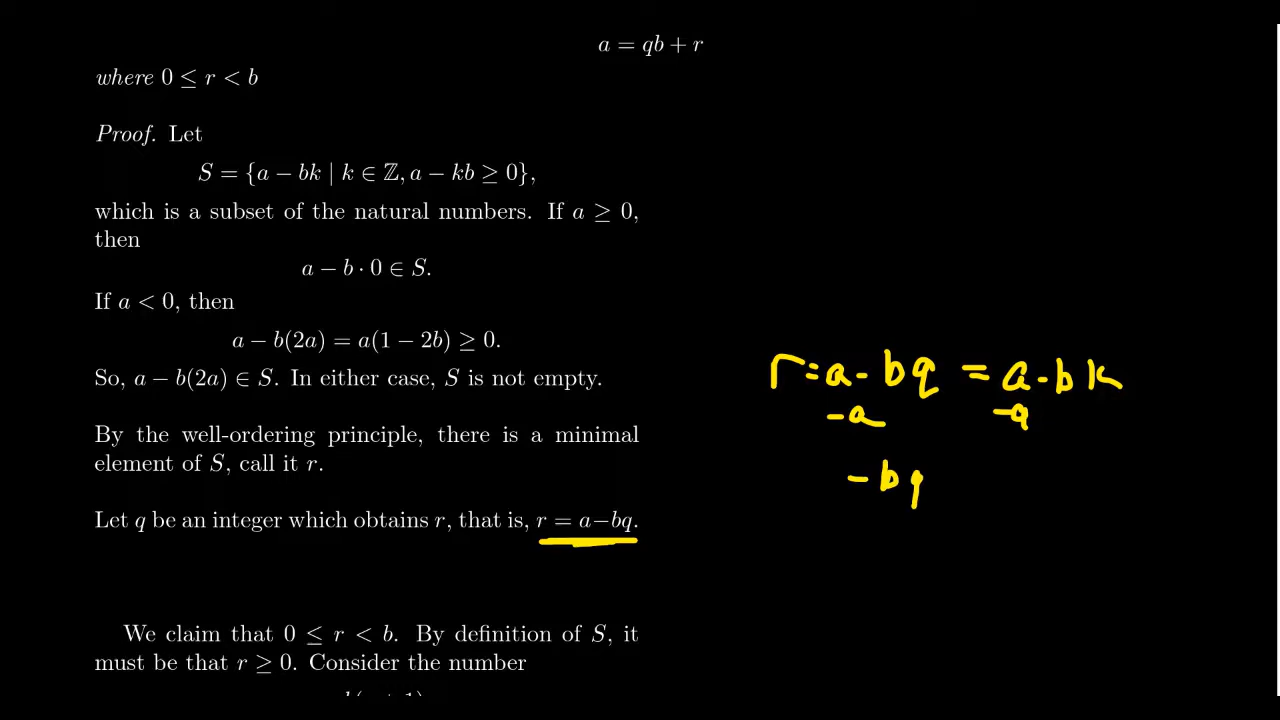 a = qb + r
where 0 ≤ r < b
Proof. Let
S = {a − bk | k ∈ ℤ, a − kb ≥ 0},
which is a subset of the natural numbers. If a ≥ 0,
then
a − b · 0 ∈ S.
If a < 0, then
a − b(2a) = a(1 − 2b) ≥ 0.
So, a − b(2a) ∈ S. In either case, S is not empty.
By the well-ordering principle, there is a minimal
element of S, call it r.
Let q be an integer which obtains r, that is, r = a−bq.
We claim that 0 ≤ r < b. By definition of S, it
must be that r ≥ 0. Consider the number
r = a - bq = a - bk
-a -a
-bq